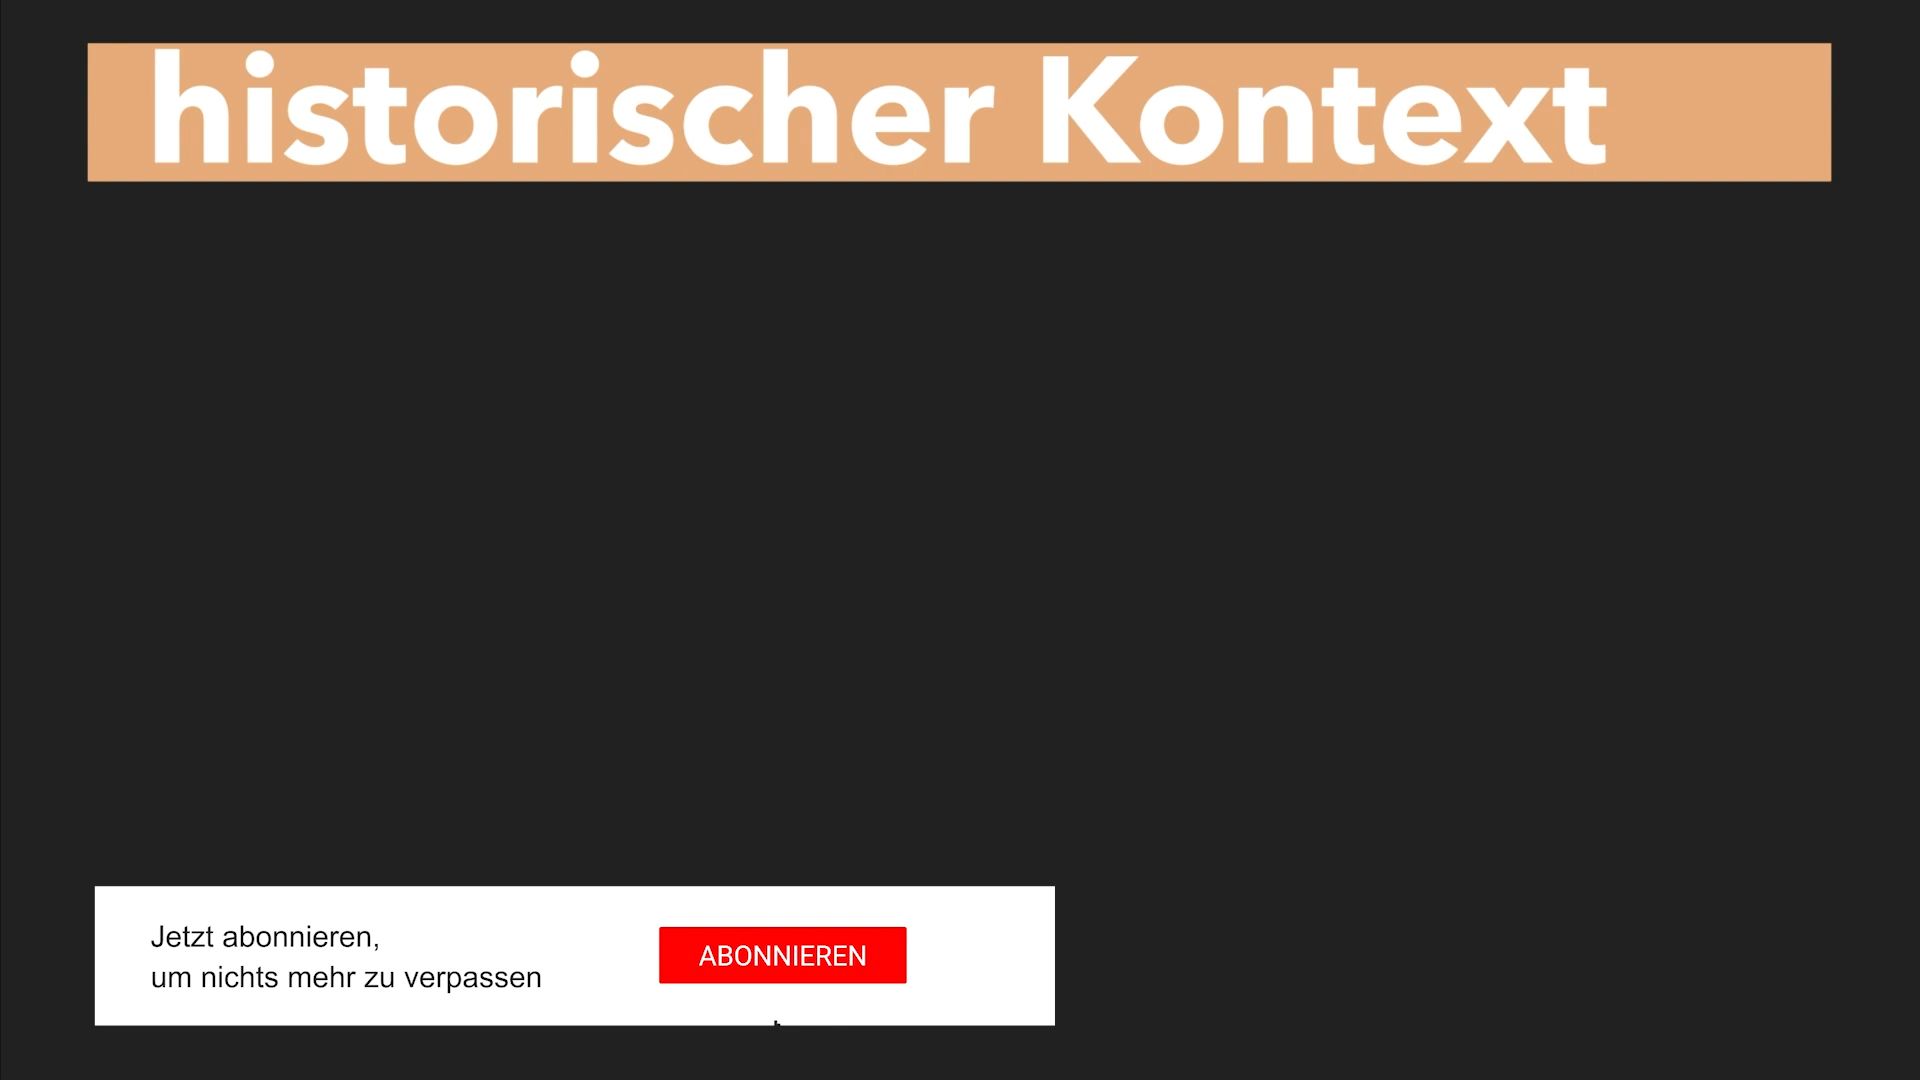 historischer Kontext
Jetzt abonnieren,
um nichts mehr zu verpassen
ABONNIEREN